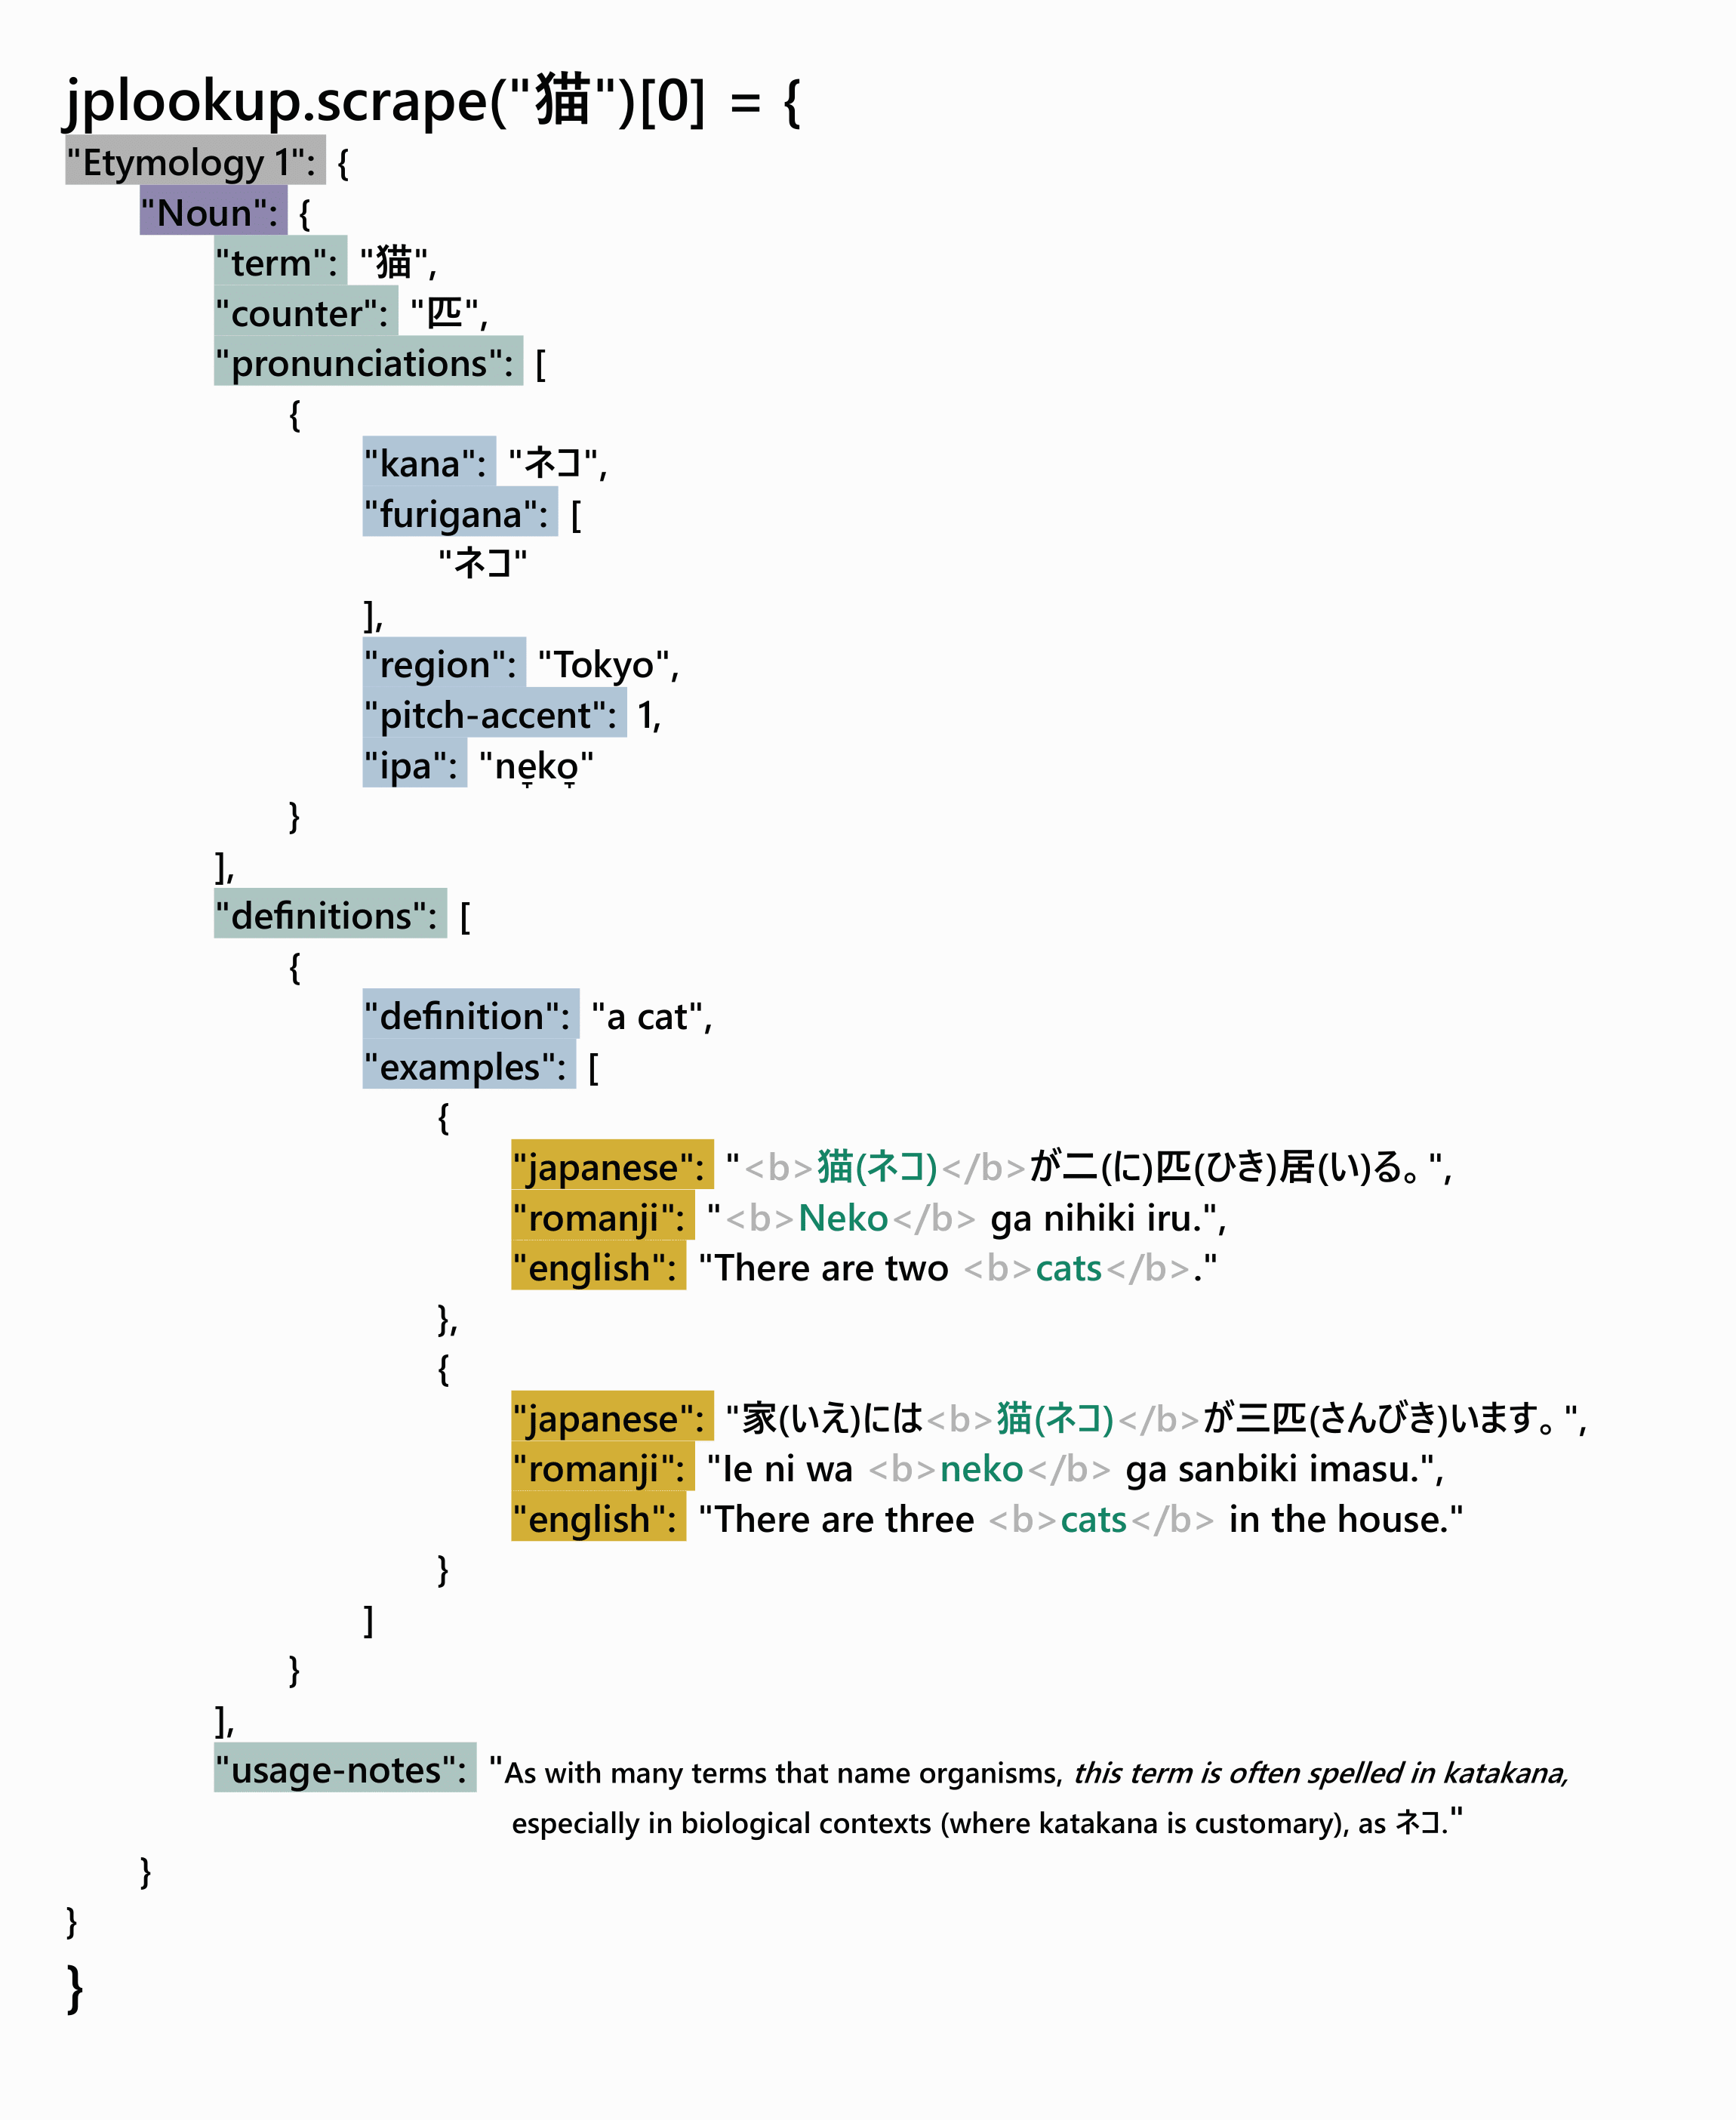 jplookup.scrape("猫")[0] = {
"Etymology 1": {
"Noun": {
"term": "猫",
"counter": "匹",
"pronunciations": [
{
"kana": "ネコ",
"furigana": [
"ネコ"
],
"region": "Tokyo",
"pitch-accent": 1,
"ipa": "ne̞ko̞"
}
],
"definitions": [
{
"definition": "a cat",
"examples": [
{
"japanese": "<b>猫(ネコ)</b>が二(に)匹(ひき)居(い)る。",
"romanji": "<b>Neko</b> ga nihiki iru.",
"english": "There are two <b>cats</b>."
},
{
"japanese": "家(いえ)には<b>猫(ネコ)</b>が三匹(さんびき)います。",
"romanji": "Ie ni wa <b>neko</b> ga sanbiki imasu.",
"english": "There are three <b>cats</b> in the house."
}
]
}
],
"usage-notes": "As with many terms that name organisms, this term is often spelled in katakana,
especially in biological contexts (where katakana is customary), as ネコ."
}
}
}